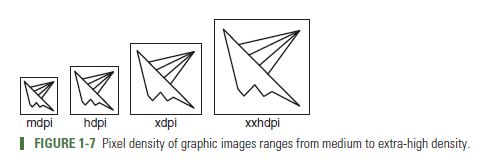 mdpi hdpi xdpi xxhdpi
FIGURE 1-7 Pixel density of graphic images ranges from medium to extra-high density.